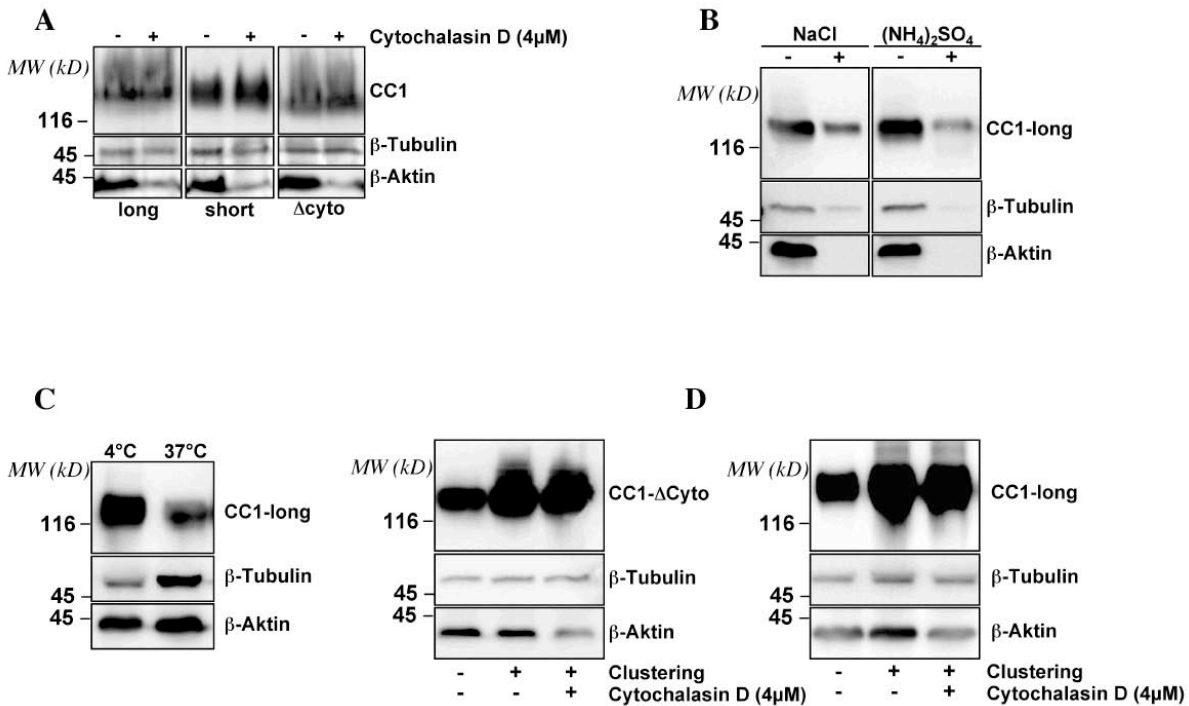 A
- + - + - + Cytochalasin D (4µM)
MW (kD)
CC1
116
β-Tubulin
45
45
β-Aktin
long short Δcyto
B
NaCl (NH₄)₂SO₄
- + - +
MW (kD)
CC1-long
116
β-Tubulin
45
45
β-Aktin
C
4°C 37°C
MW (kD)
CC1-long
116
β-Tubulin
45
45
β-Aktin
MW (kD)
CC1-ΔCyto
116
β-Tubulin
45
45
β-Aktin
- + + Clustering
- - + Cytochalasin D (4µM)
D
MW (kD)
CC1-long
116
β-Tubulin
45
45
β-Aktin
- + + Clustering
- - + Cytochalasin D (4µM)